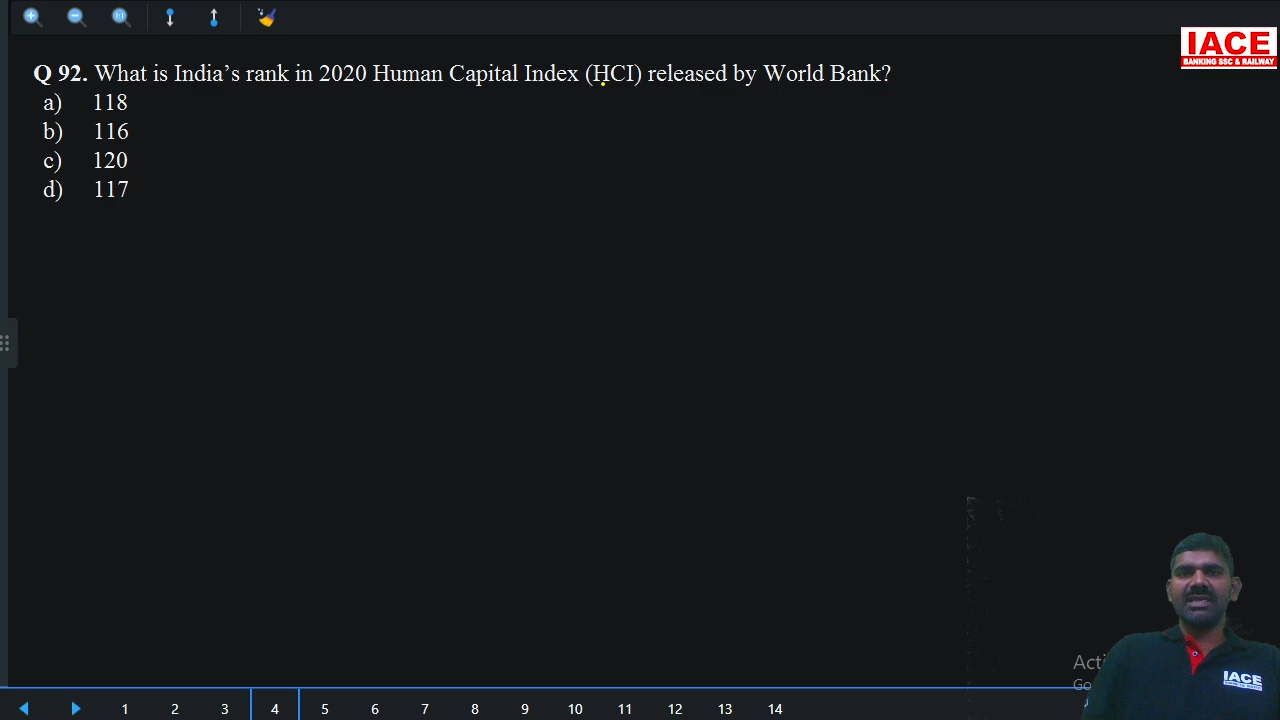 IACE
BANKING SSC & RAILWAY
Q 92. What is India’s rank in 2020 Human Capital Index (HCI) released by World Bank?
a) 118
b) 116
c) 120
d) 117
Acti
Go
IACE
1 2 3 4 5 6 7 8 9 10 11 12 13 14